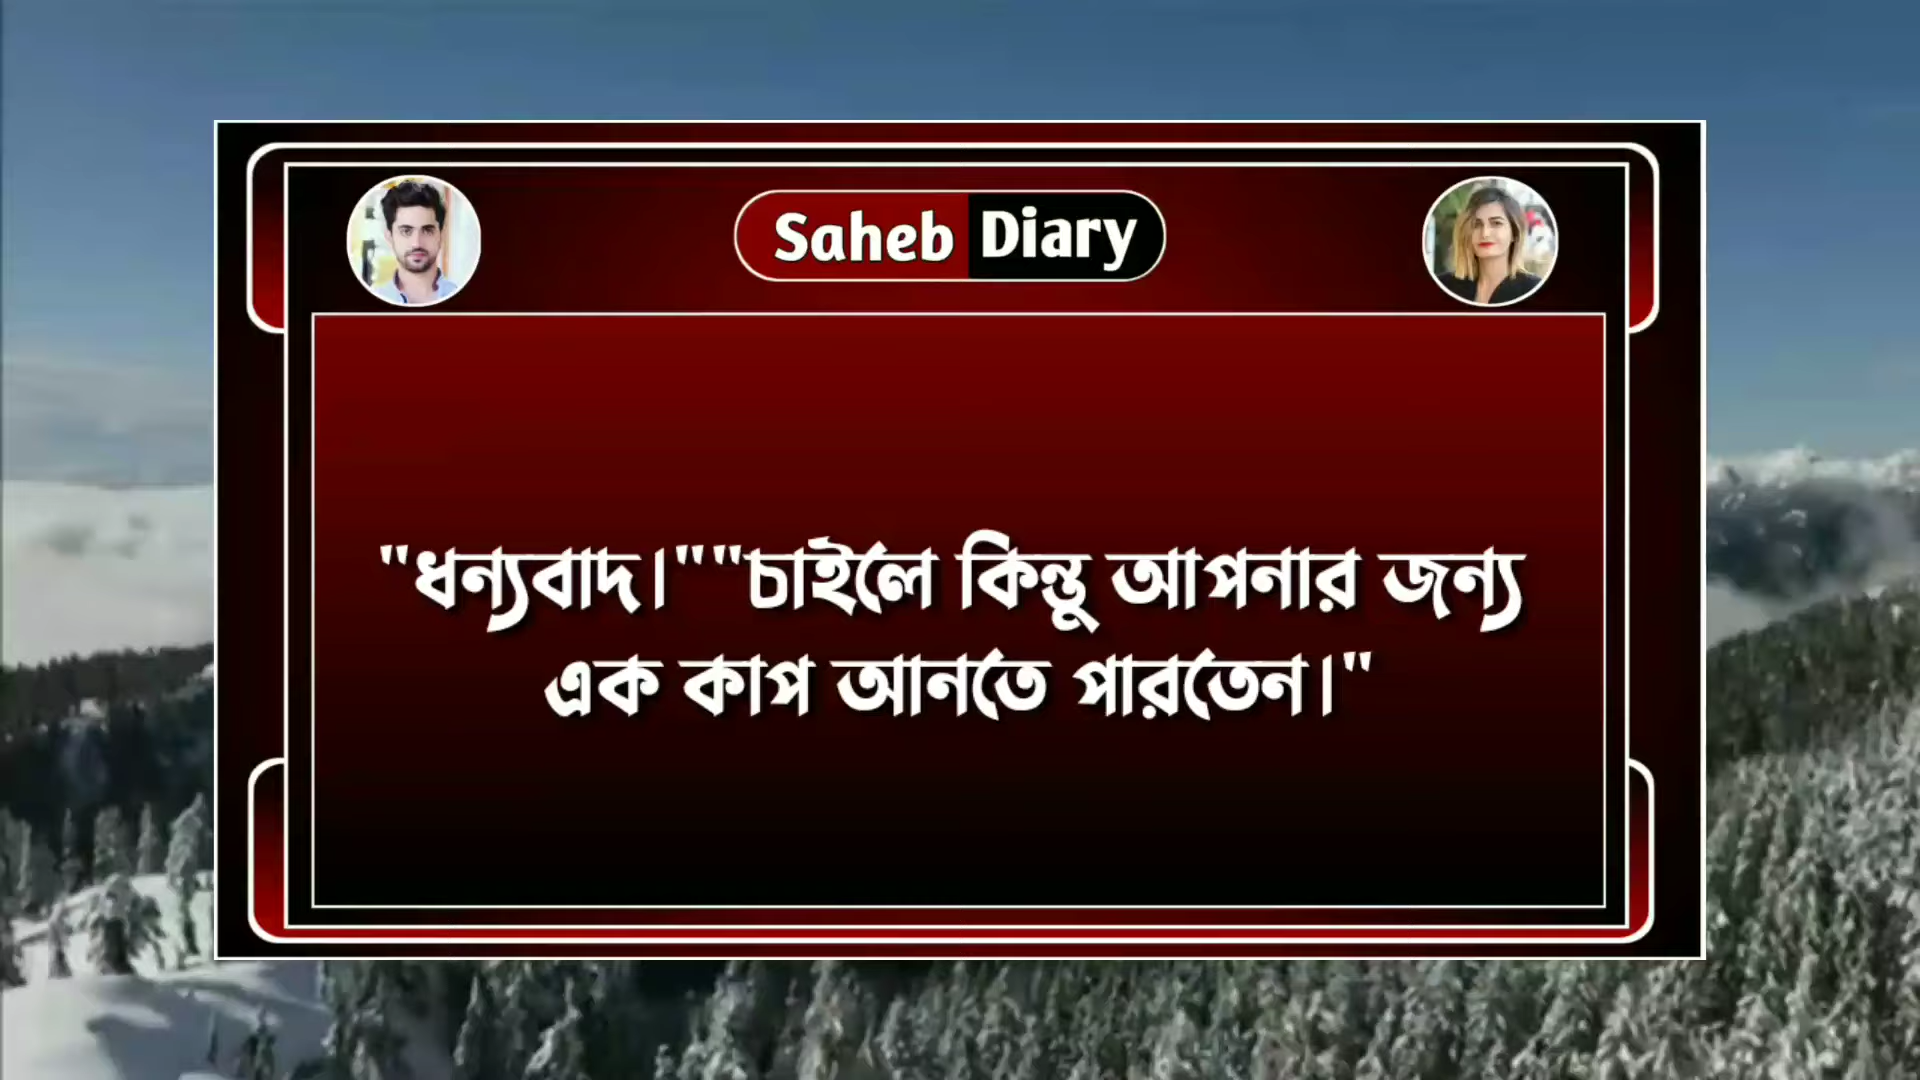 Saheb Diary
"ধন্যবাদ।""চাইলে কিন্তু আপনার জন্য
এক কাপ আনতে পারতেন।"